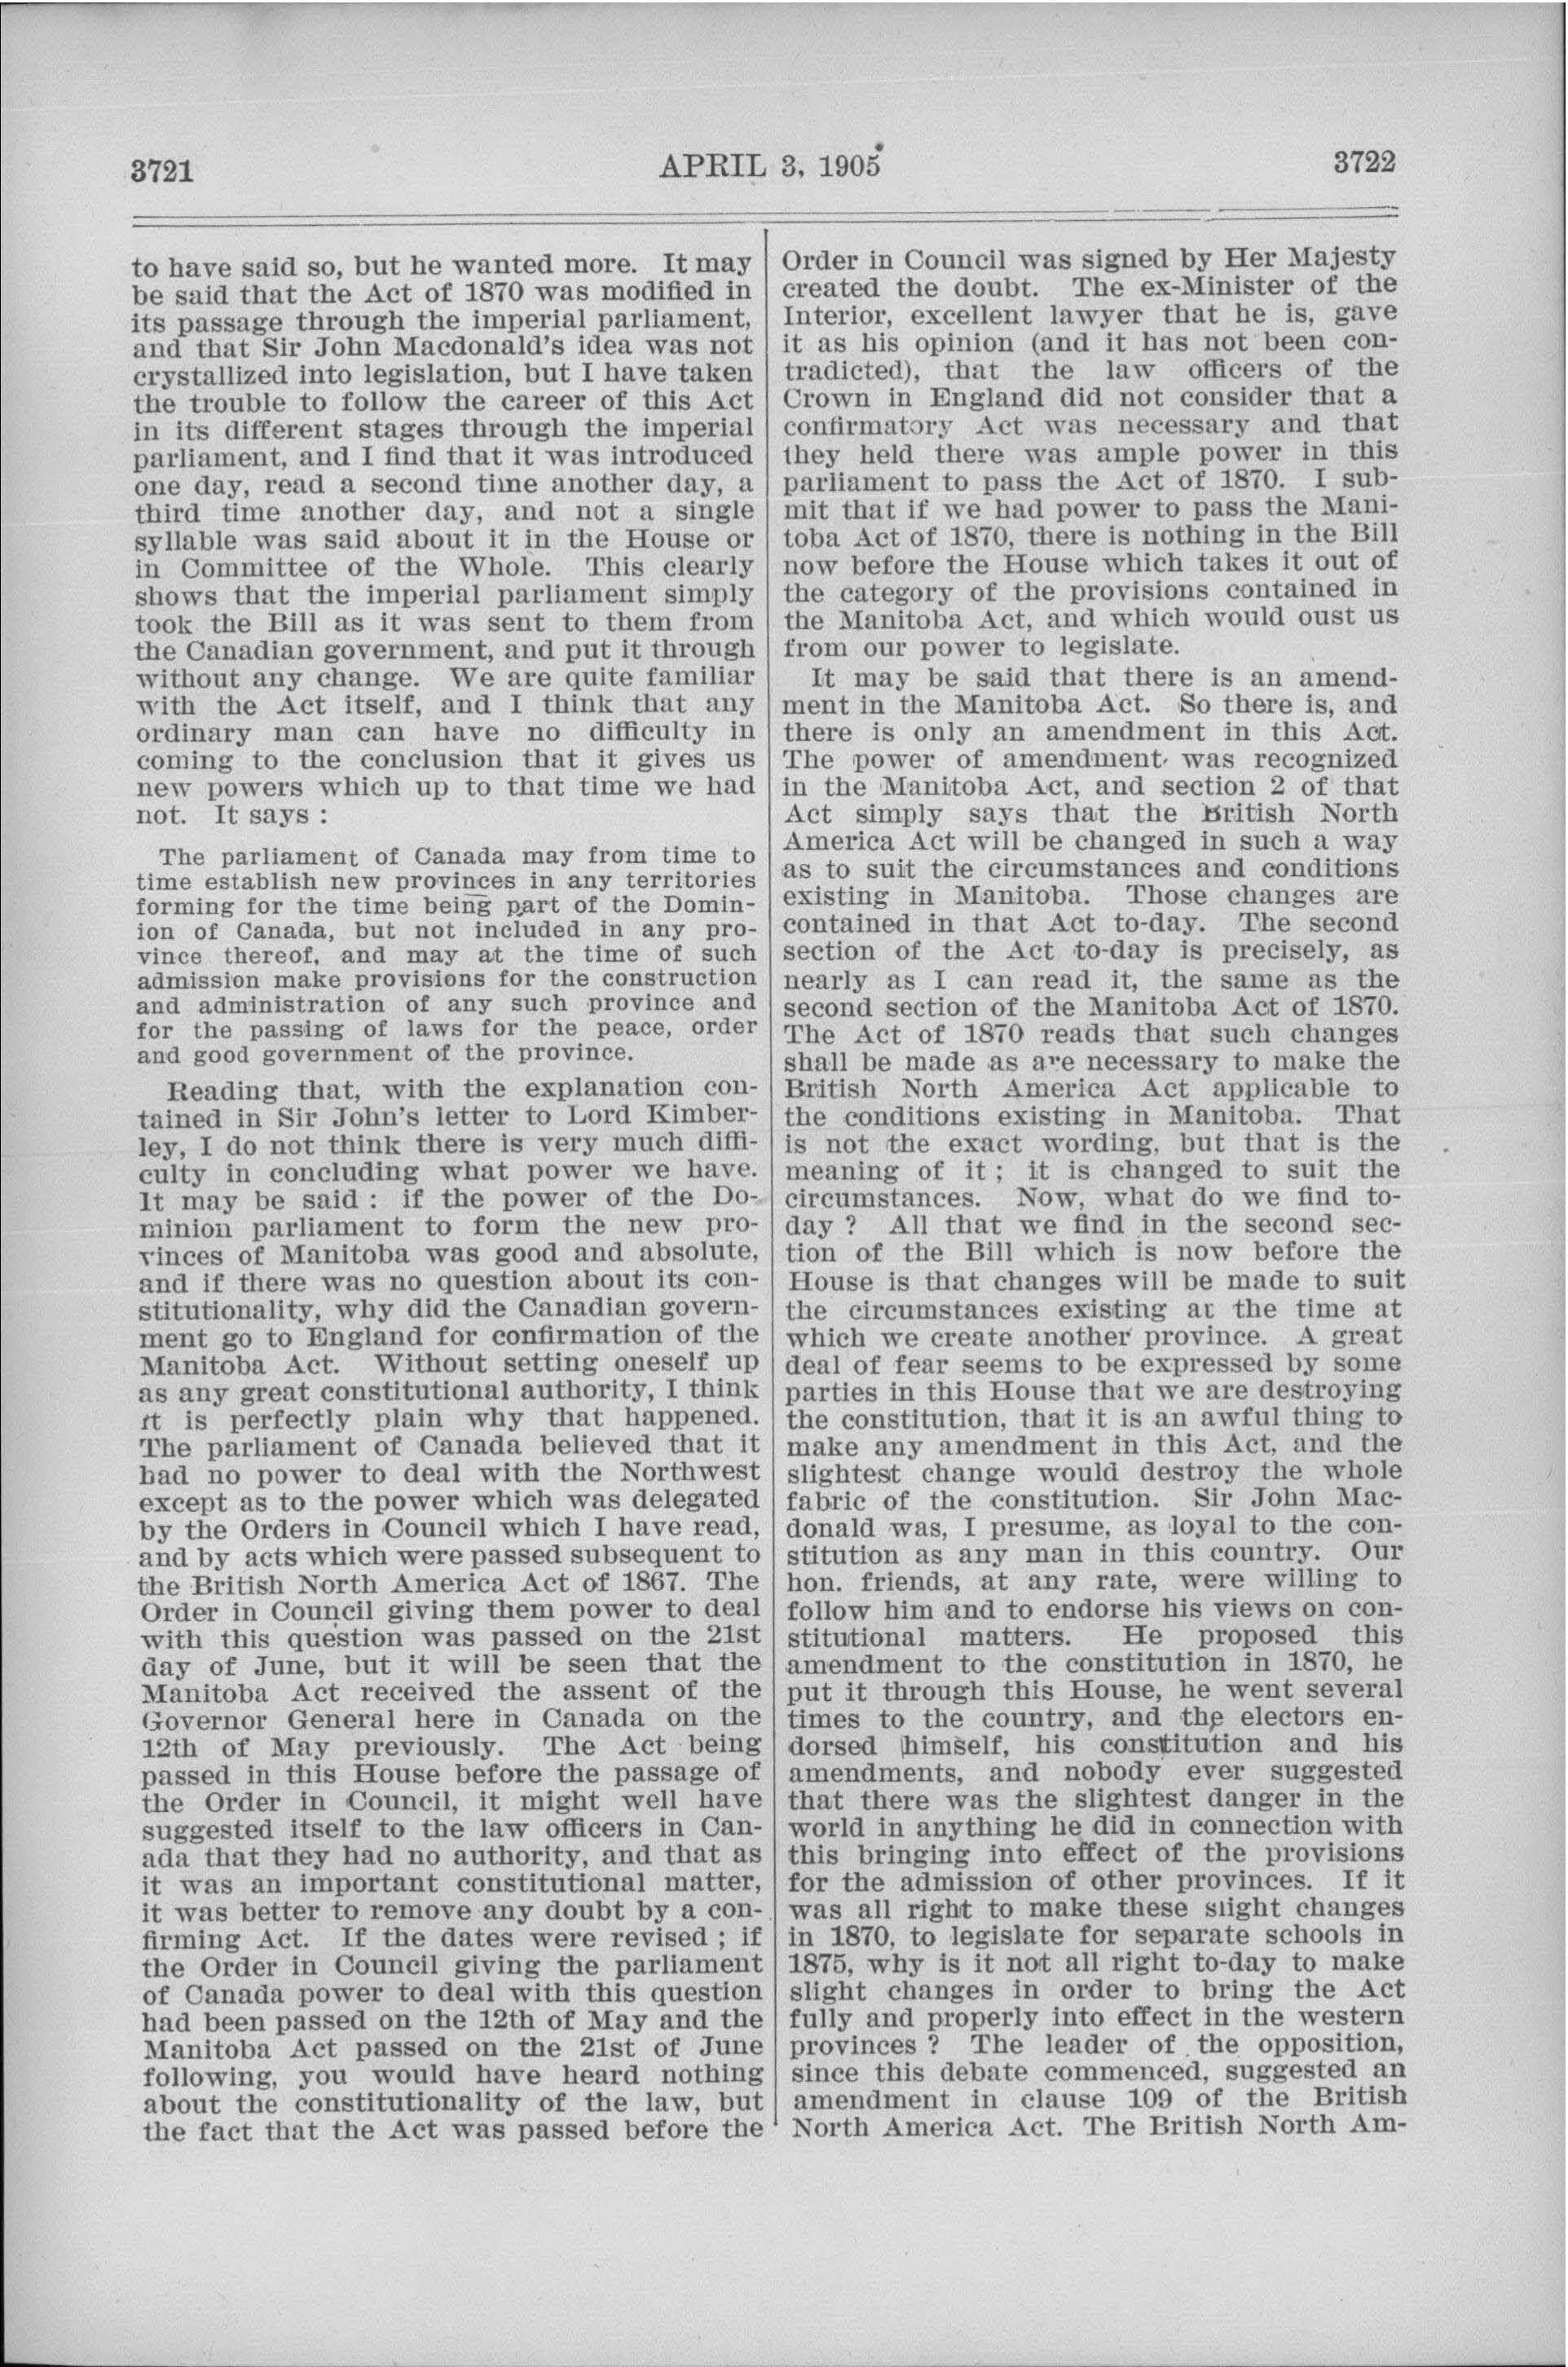 3721
APRIL 3, 1905
3722
to have said so, but he wanted more. It may
be said that the Act of 1870 was modified in
its passage through the imperial parliament,
and that Sir John Macdonald's idea was not
crystallized into legislation, but I have taken
the trouble to follow the career of this Act
in its different stages through the imperial
parliament, and I find that it was introduced
one day, read a second time another day, a
third time another day, and not a single
syllable was said about it in the House or
in Committee of the Whole. This clearly
shows that the imperial parliament simply
took the Bill as it was sent to them from
the Canadian government, and put it through
without any change. We are quite familiar
with the Act itself, and I think that any
ordinary man can have no difficulty in
coming to the conclusion that it gives us
new powers which up to that time we had
not. It says :
The parliament of Canada may from time to
time establish new provinces in any territories
forming for the time being part of the Domin-
ion of Canada, but not included in any pro-
vince thereof, and may at the time of such
admission make provisions for the construction
and administration of any such province and
for the passing of laws for the peace, order
and good government of the province.
Reading that, with the explanation con-
tained in Sir John's letter to Lord Kimber-
ley, I do not think there is very much diffi-
culty in concluding what power we have.
It may be said : if the power of the Do-
minion parliament to form the new pro-
vinces of Manitoba was good and absolute,
and if there was no question about its con-
stitutionality, why did the Canadian govern-
ment go to England for confirmation of the
Manitoba Act. Without setting oneself up
as any great constitutional authority, I think
it is perfectly plain why that happened.
The parliament of Canada believed that it
had no power to deal with the Northwest
except as to the power which was delegated
by the Orders in Council which I have read,
and by acts which were passed subsequent to
the British North America Act of 1867. The
Order in Council giving them power to deal
with this question was passed on the 21st
day of June, but it will be seen that the
Manitoba Act received the assent of the
Governor General here in Canada on the
12th of May previously. The Act being
passed in this House before the passage of
the Order in Council, it might well have
suggested itself to the law officers in Can-
ada that they had no authority, and that as
it was an important constitutional matter,
it was better to remove any doubt by a con-
firming Act. If the dates were revised ; if
the Order in Council giving the parliament
of Canada power to deal with this question
had been passed on the 12th of May and the
Manitoba Act passed on the 21st of June
following, you would have heard nothing
about the constitutionality of the law, but
the fact that the Act was passed before the
Order in Council was signed by Her Majesty
created the doubt. The ex-Minister of the
Interior, excellent lawyer that he is, gave
it as his opinion (and it has not been con-
tradicted), that the law officers of the
Crown in England did not consider that a
confirmatory Act was necessary and that
they held there was ample power in this
parliament to pass the Act of 1870. I sub-
mit that if we had power to pass the Mani-
toba Act of 1870, there is nothing in the Bill
now before the House which takes it out of
the category of the provisions contained in
the Manitoba Act, and which would oust us
from our power to legislate.
It may be said that there is an amend-
ment in the Manitoba Act. So there is, and
there is only an amendment in this Act.
The power of amendment was recognized
in the Manitoba Act, and section 2 of that
Act simply says that the British North
America Act will be changed in such a way
as to suit the circumstances and conditions
existing in Manitoba. Those changes are
contained in that Act to-day. The second
section of the Act to-day is precisely, as
nearly as I can read it, the same as the
second section of the Manitoba Act of 1870.
The Act of 1870 reads that such changes
shall be made as are necessary to make the
British North America Act applicable to
the conditions existing in Manitoba. That
is not the exact wording, but that is the
meaning of it ; it is changed to suit the
circumstances. Now, what do we find to-
day ? All that we find in the second sec-
tion of the Bill which is now before the
House is that changes will be made to suit
the circumstances existing at the time at
which we create another province. A great
deal of fear seems to be expressed by some
parties in this House that we are destroying
the constitution, that it is an awful thing to
make any amendment in this Act, and the
slightest change would destroy the whole
fabric of the constitution. Sir John Mac-
donald was, I presume, as loyal to the con-
stitution as any man in this country. Our
hon. friends, at any rate, were willing to
follow him and to endorse his views on con-
stitutional matters. He proposed this
amendment to the constitution in 1870, he
put it through this House, he went several
times to the country, and the electors en-
dorsed himself, his constitution and his
amendments, and nobody ever suggested
that there was the slightest danger in the
world in anything he did in connection with
this bringing into effect of the provisions
for the admission of other provinces. If it
was all right to make these slight changes
in 1870, to legislate for separate schools in
1875, why is it not all right to-day to make
slight changes in order to bring the Act
fully and properly into effect in the western
provinces ? The leader of the opposition,
since this debate commenced, suggested an
amendment in clause 109 of the British
North America Act. The British North Am-